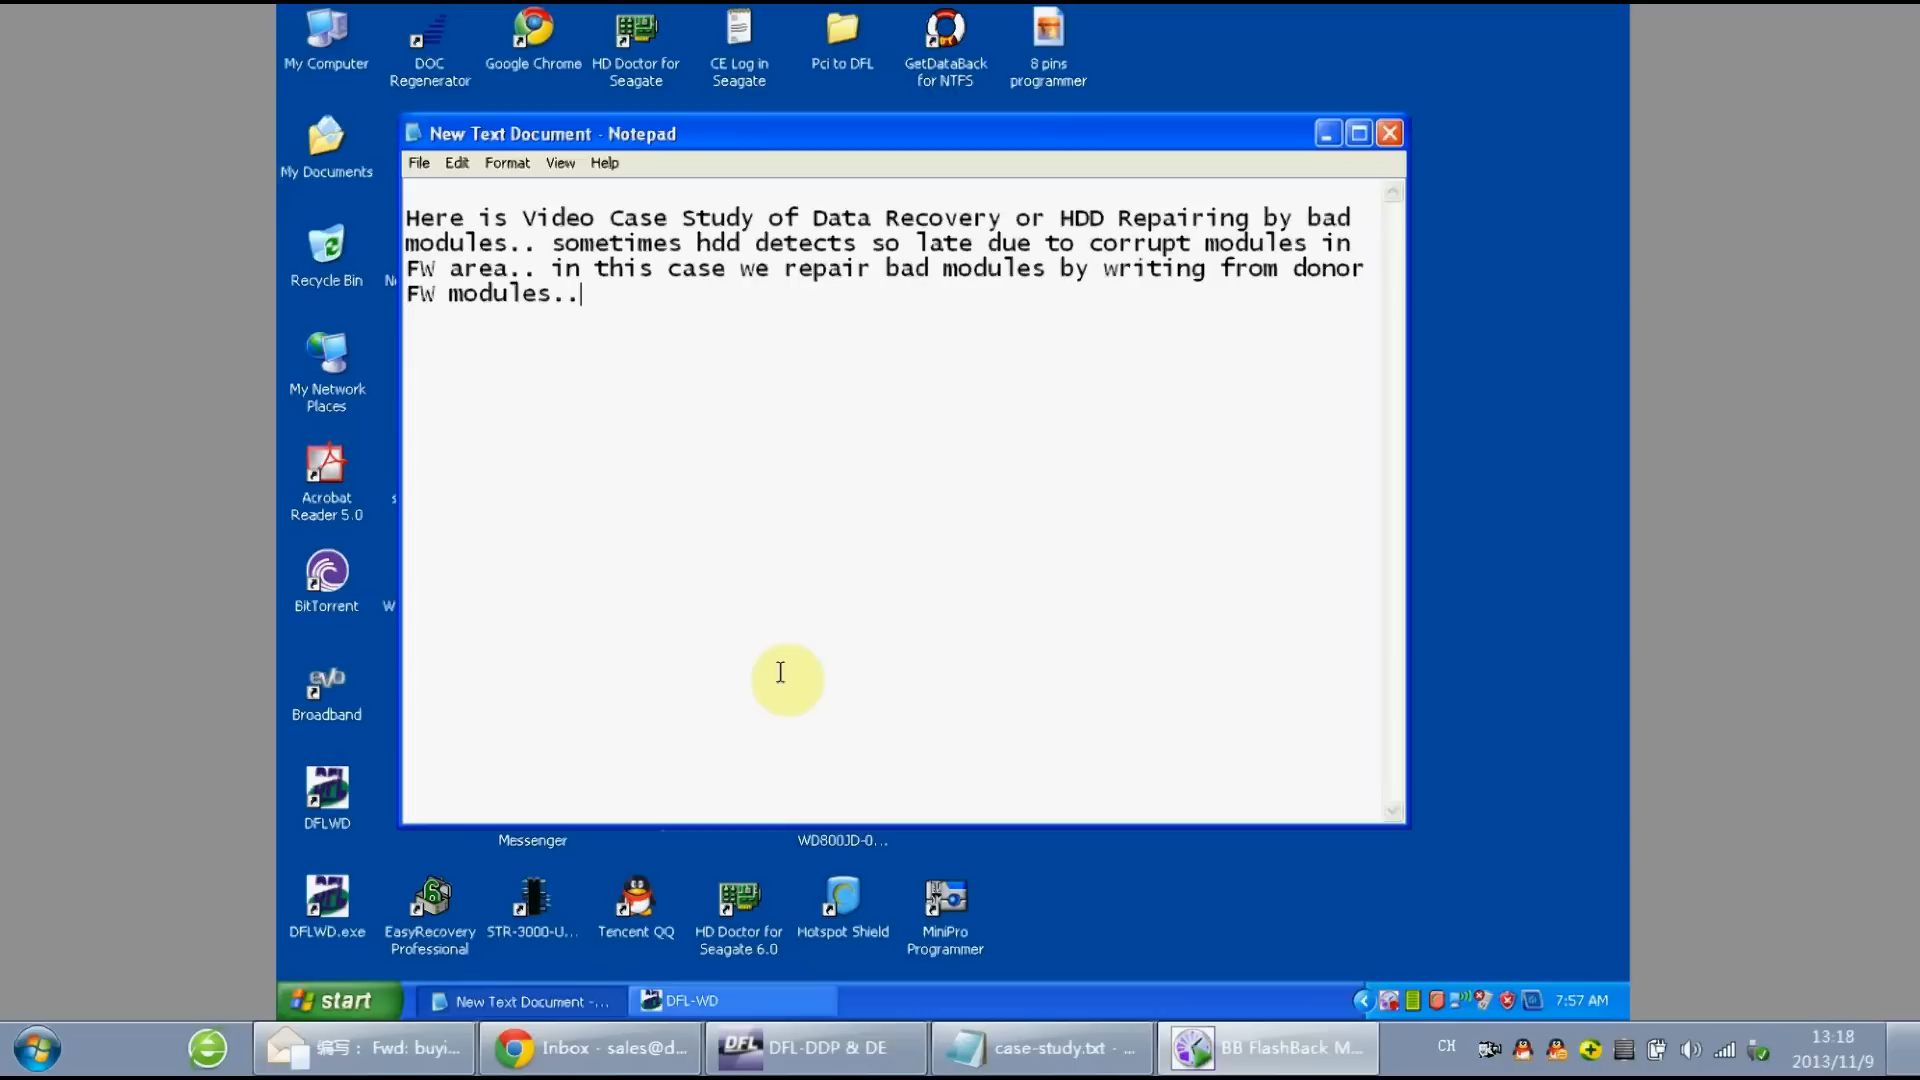 My Computer
DOC
Regenerator
Google Chrome
HD Doctor for
Seagate
CE Log in
Seagate
Pci to DFL
GetDataBack
for NTFS
8 pins
programmer
New Text Document - Notepad
File Edit Format View Help
Here is Video Case Study of Data Recovery or HDD Repairing by bad
modules.. sometimes hdd detects so late due to corrupt modules in
FW area.. in this case we repair bad modules by writing from donor
FW modules..
My Documents
Recycle Bin
My Network
Places
Acrobat
Reader 5.0
BitTorrent
Broadband
DFLWD
Messenger
WD800JD-0...
DFLWD.exe
EasyRecovery
Professional
STR-3000-U...
Tencent QQ
HD Doctor for
Seagate 6.0
Hotspot Shield
MiniPro
Programmer
start
New Text Document -...
DFL-WD
7:57 AM
编写： Fwd: buyi...
Inbox - sales@d...
DFL
DFL-DDP & DE
case-study.txt - ...
BB FlashBack M...
CH
13:18
2013/11/9